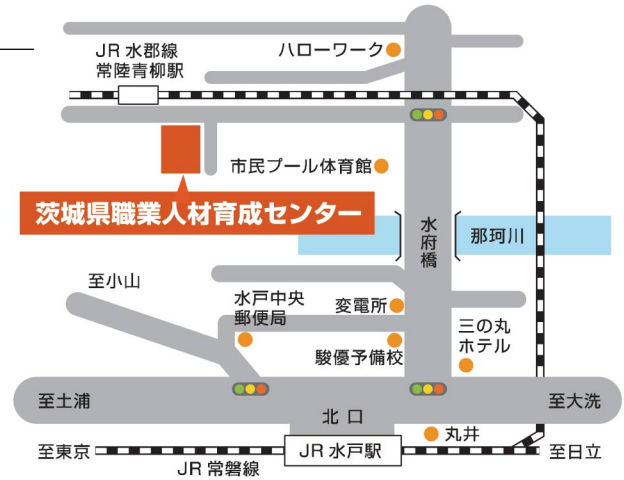 JR 水郡線
常陸青柳駅
ハローワーク
市民プール体育館
茨城県職業人材育成センター
水府橋
那珂川
至小山
水戸中央
郵便局
変電所
駿優予備校
三の丸
ホテル
至土浦
北口
至大洗
丸井
至東京
JR 水戸駅
至日立
JR 常磐線